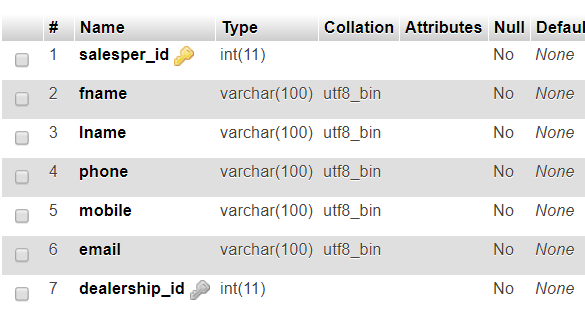 # Name Type Collation Attributes Null Defau
1 salesper_id int(11) No None
2 fname varchar(100) utf8_bin No None
3 lname varchar(100) utf8_bin No None
4 phone varchar(100) utf8_bin No None
5 mobile varchar(100) utf8_bin No None
6 email varchar(100) utf8_bin No None
7 dealership_id int(11) No None